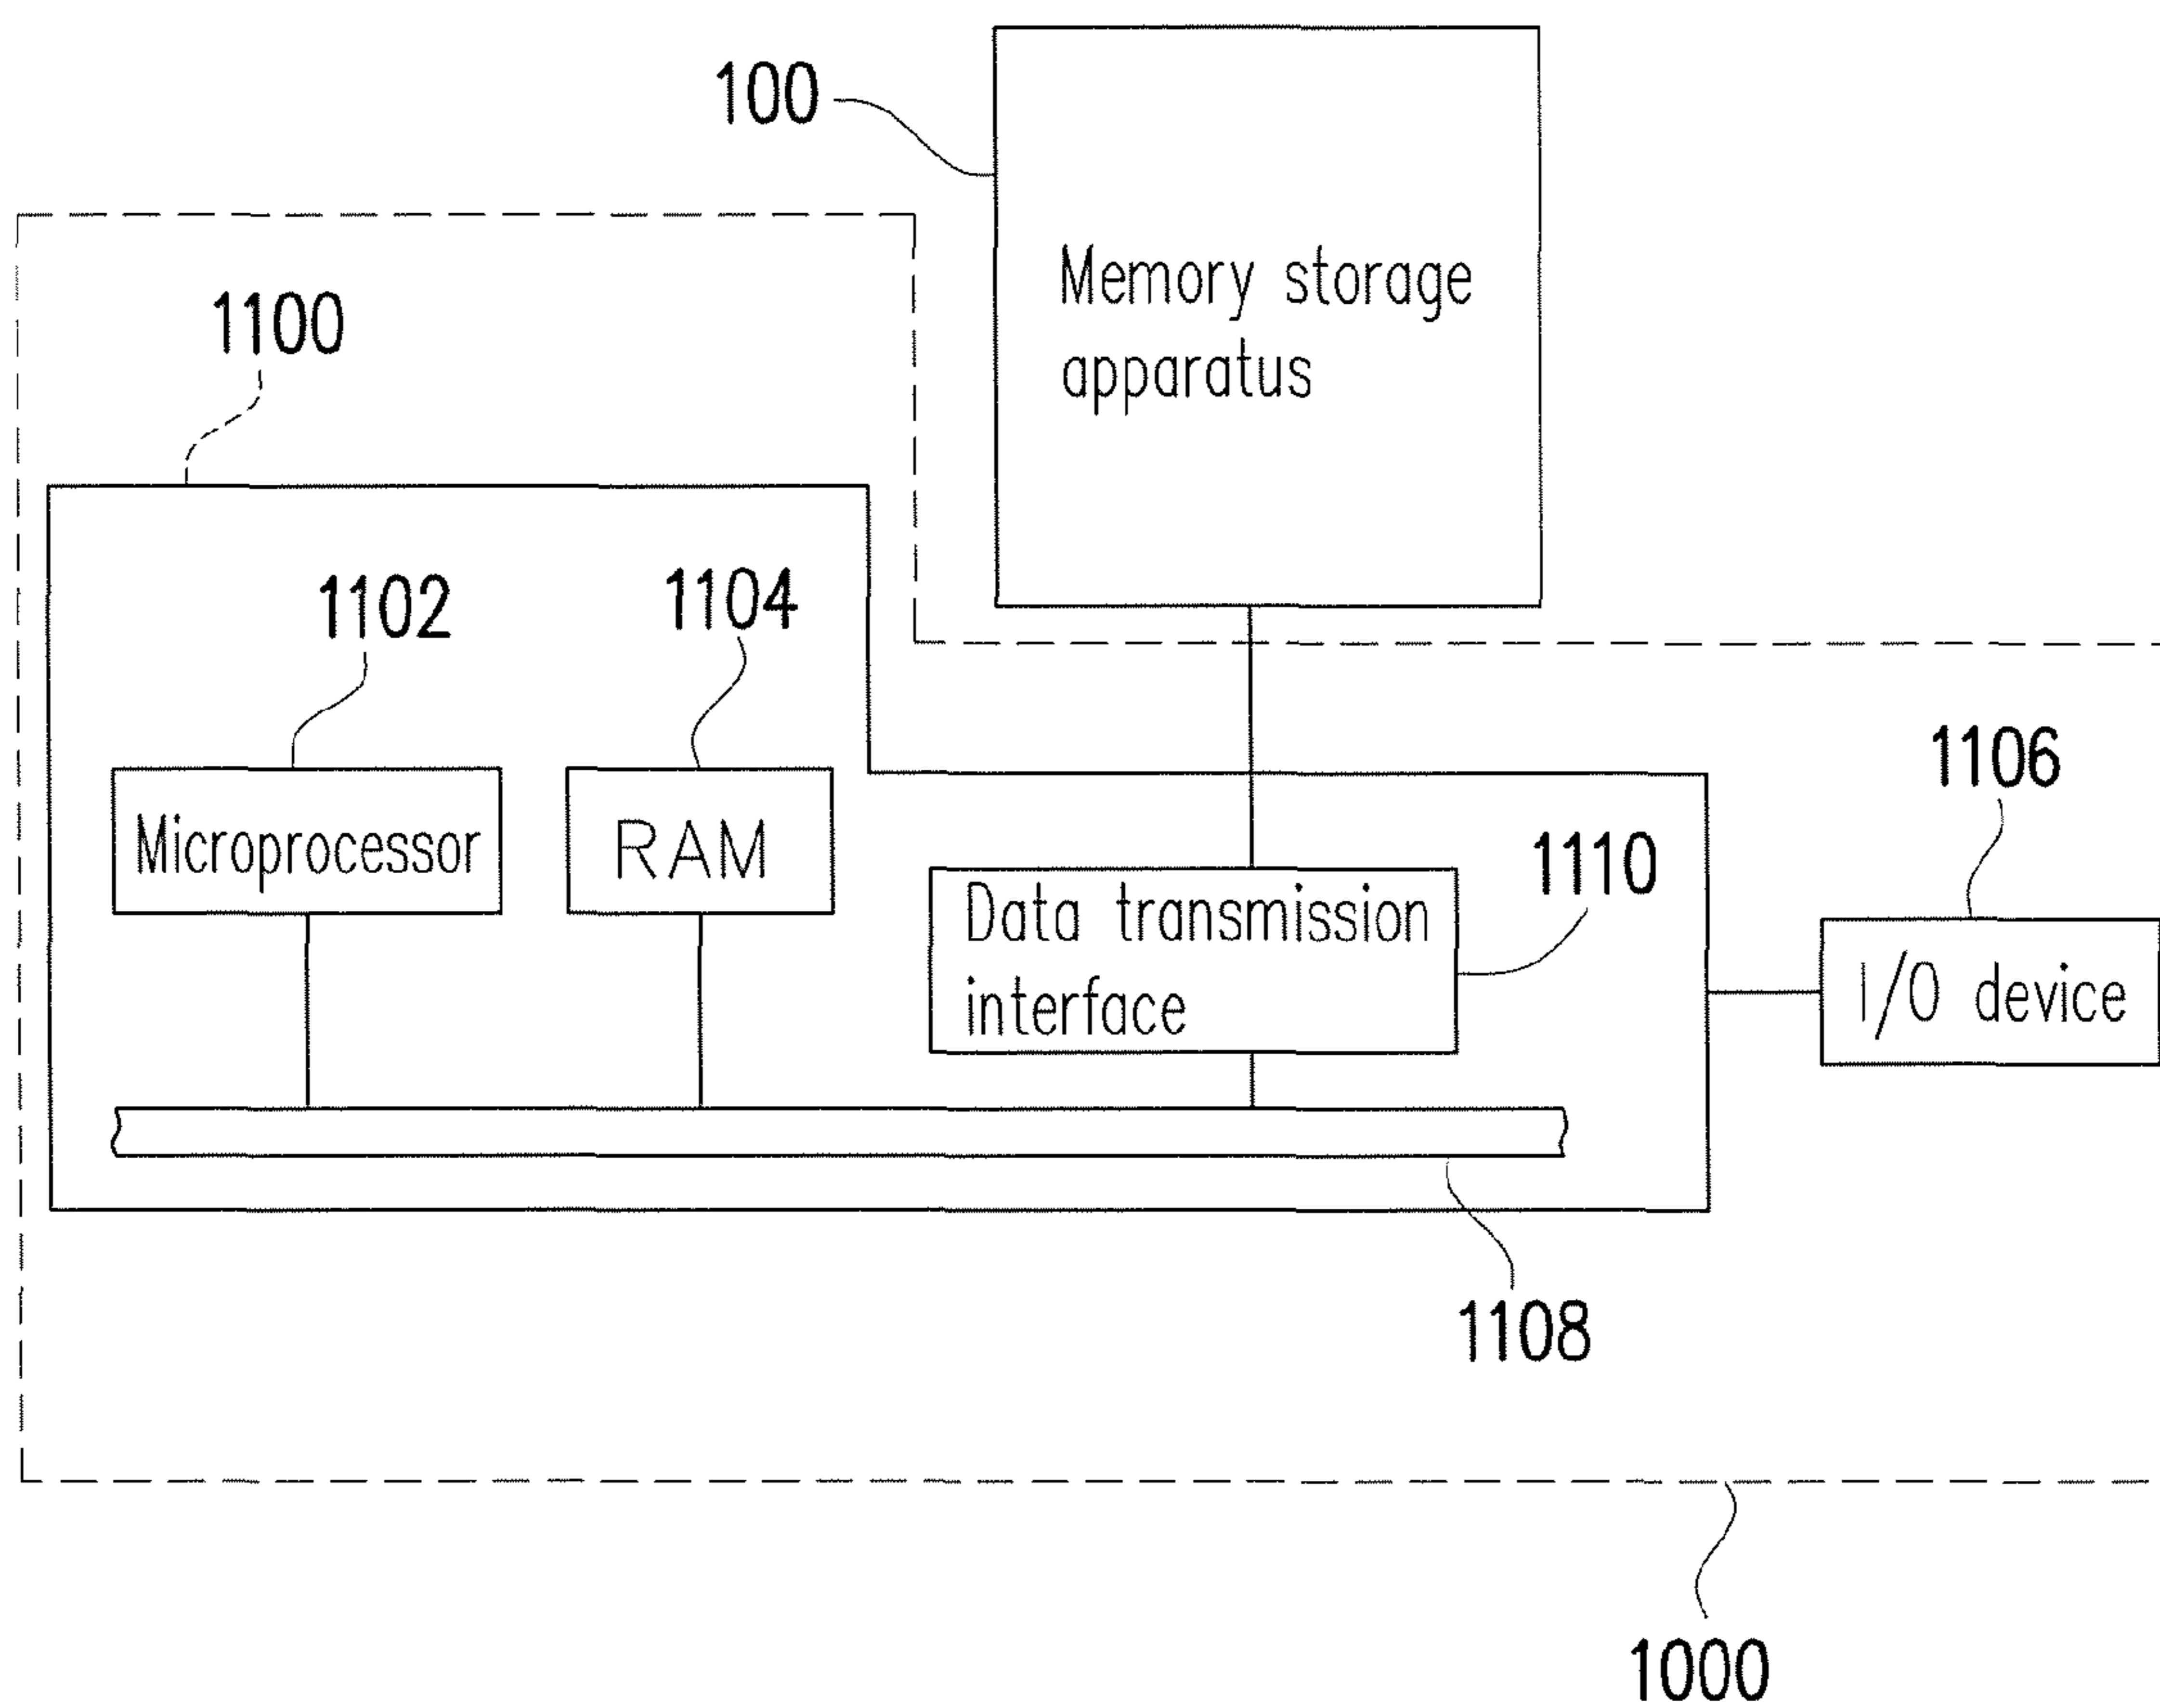 100
Memory storage
apparatus
1100
1102
1104
Microprocessor
RAM
1106
1110
Data transmission
interface
I/O device
1108
1000